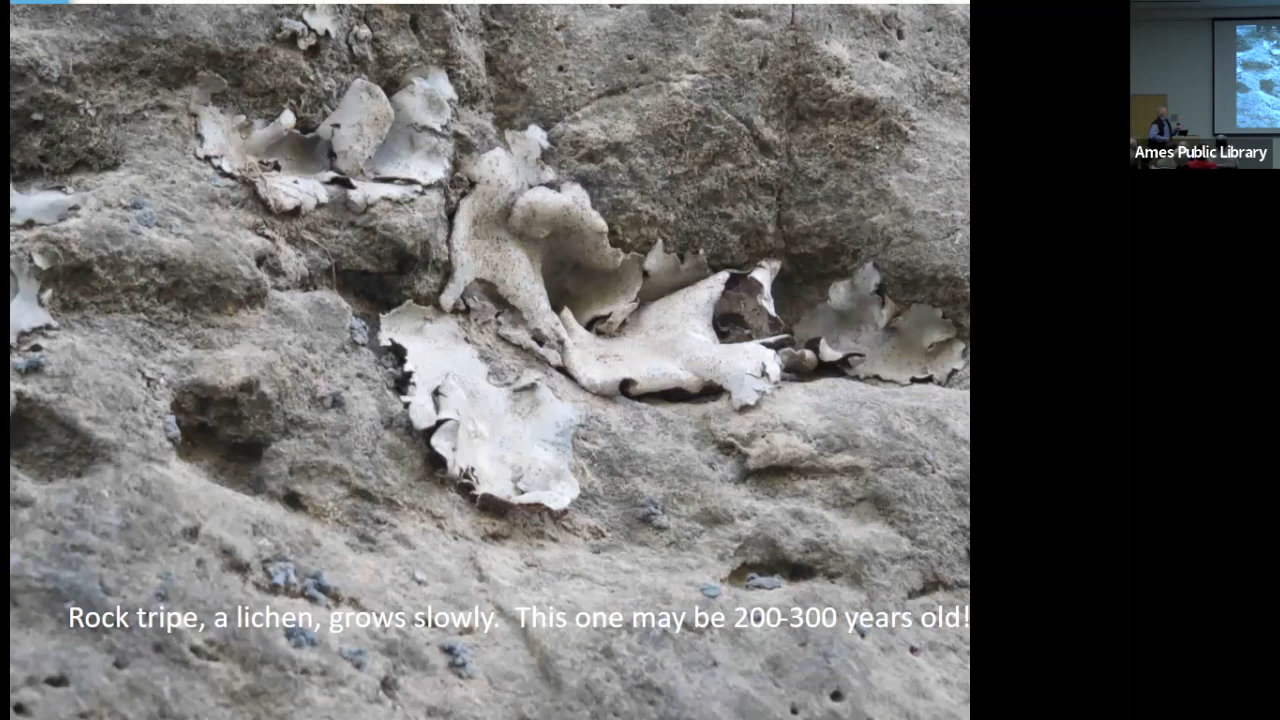 Ames Public Library
Rock tripe, a lichen, grows slowly.  This one may be 200-300 years old!